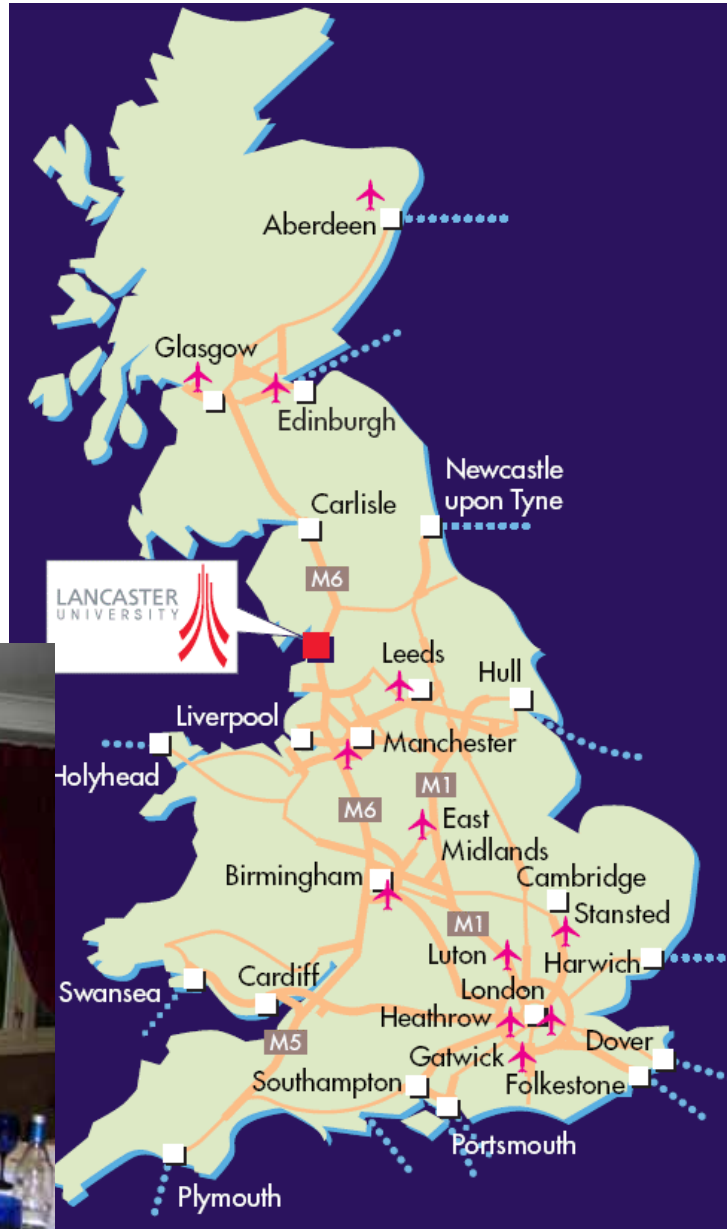 Aberdeen
Glasgow
Edinburgh
Newcastle
upon Tyne
Carlisle
M6
LANCASTER
UNIVERSITY
Leeds
Hull
Liverpool
Manchester
Holyhead
M1
M6
East
Midlands
Birmingham
Cambridge
Stansted
M1
Luton
Harwich
London
Swansea
Cardiff
Heathrow
M5
Gatwick
Dover
Southampton
Folkestone
Portsmouth
Plymouth